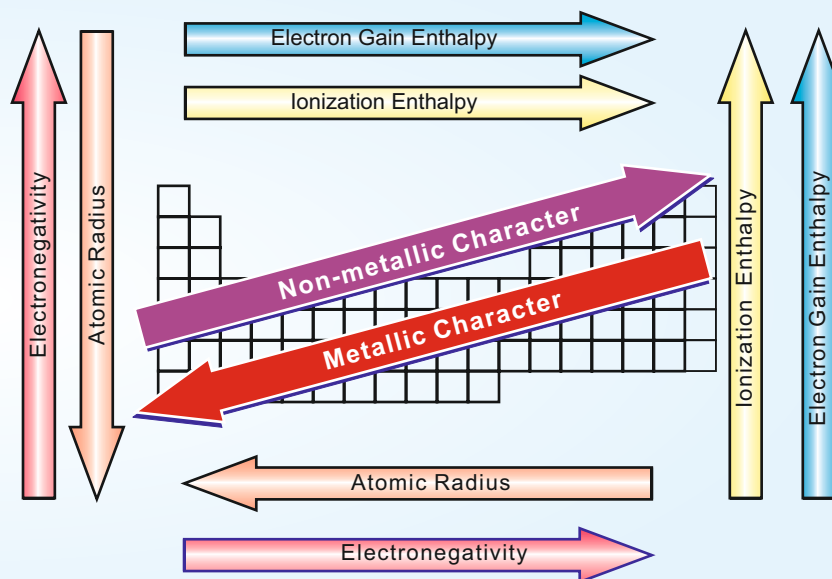 Electron Gain Enthalpy
Ionization Enthalpy
Electronegativity
Atomic Radius
Non-metallic Character
Metallic Character
Ionization Enthalpy
Electron Gain Enthalpy
Atomic Radius
Electronegativity